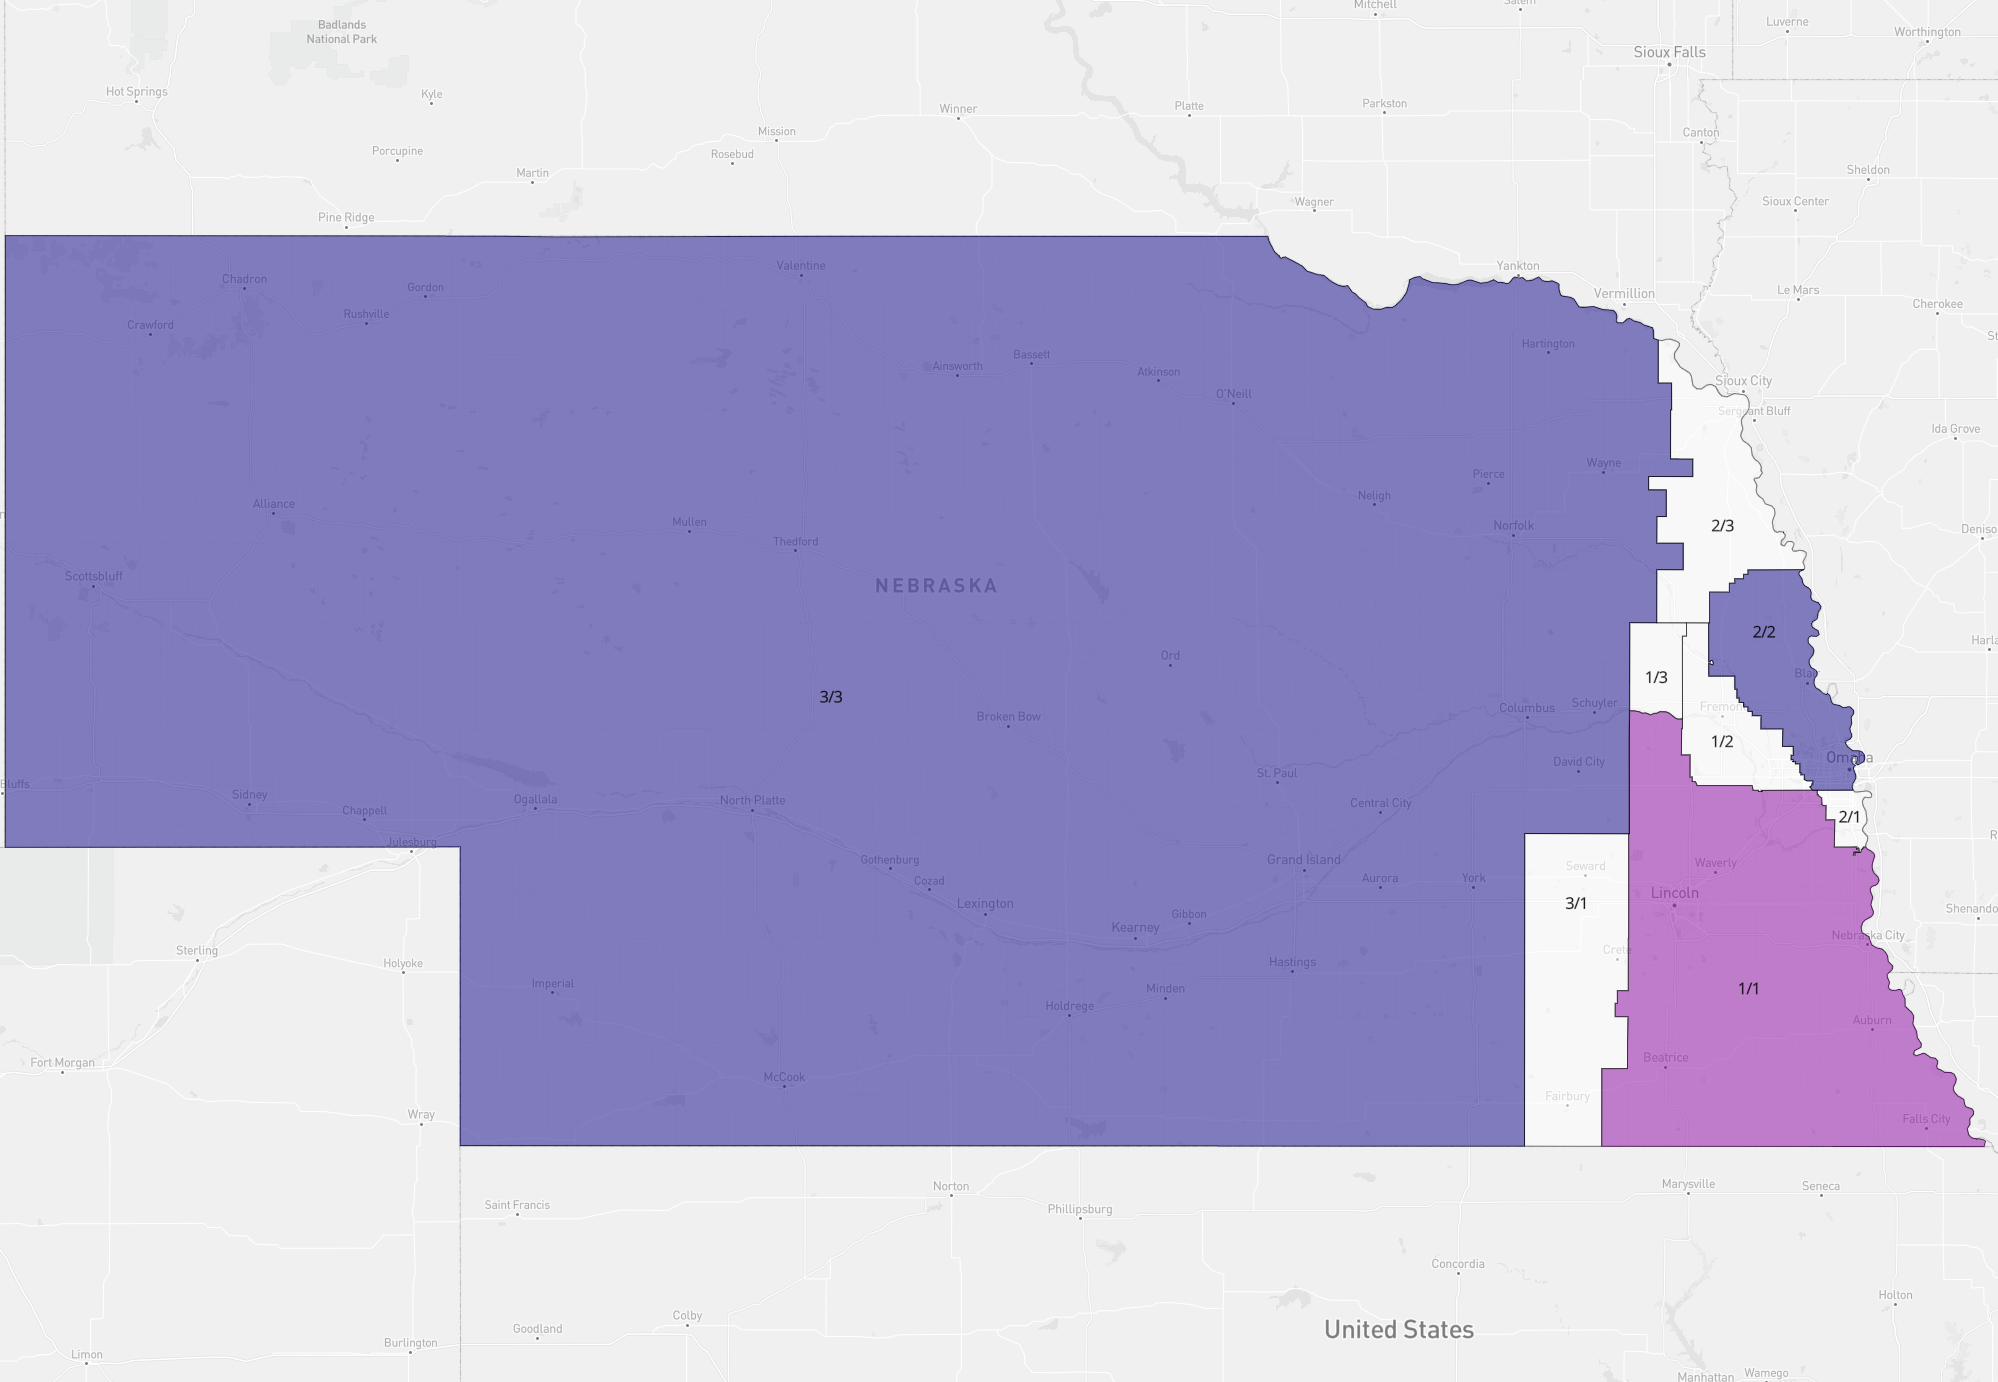 Badlands
National Park
Mitchell
Salem
Luverne
Worthington
Sioux Falls
Hot Springs
Kyle
Winner
Platte
Parkston
Canton
Mission
Porcupine
Rosebud
Martin
Sheldon
Wagner
Sioux Center
Pine Ridge
Yankton
Vermillion
Le Mars
Cherokee
Valentine
Chadron
Gordon
Rushville
Crawford
Hartington
Bassett
Ainsworth
Atkinson
O'Neill
Sioux City
Sergeant Bluff
Ida Grove
Wayne
Pierce
Neligh
Norfolk
2/3
Alliance
Mullen
Thedford
Deniso
Scottsbluff
NEBRASKA
2/2
Harla
Ord
1/3
Blair
3/3
Columbus
Schuyler
Fremon
Broken Bow
1/2
Omaha
David City
St. Paul
Bluffs
Sidney
Chappell
Ogallala
North Platte
Central City
2/1
Julesburg
Gothenburg
Cozad
Grand Island
Aurora
York
Seward
Waverly
Lincoln
Lexington
Gibbon
Kearney
3/1
Shenando
Nebraska City
Sterling
Holyoke
Crete
Hastings
Imperial
Minden
Holdrege
1/1
Auburn
Fort Morgan
Beatrice
McCook
Fairbury
Wray
Falls City
Norton
Marysville
Seneca
Saint Francis
Phillipsburg
Concordia
Holton
Colby
Goodland
Burlington
United States
Limon
Manhattan
Wamego